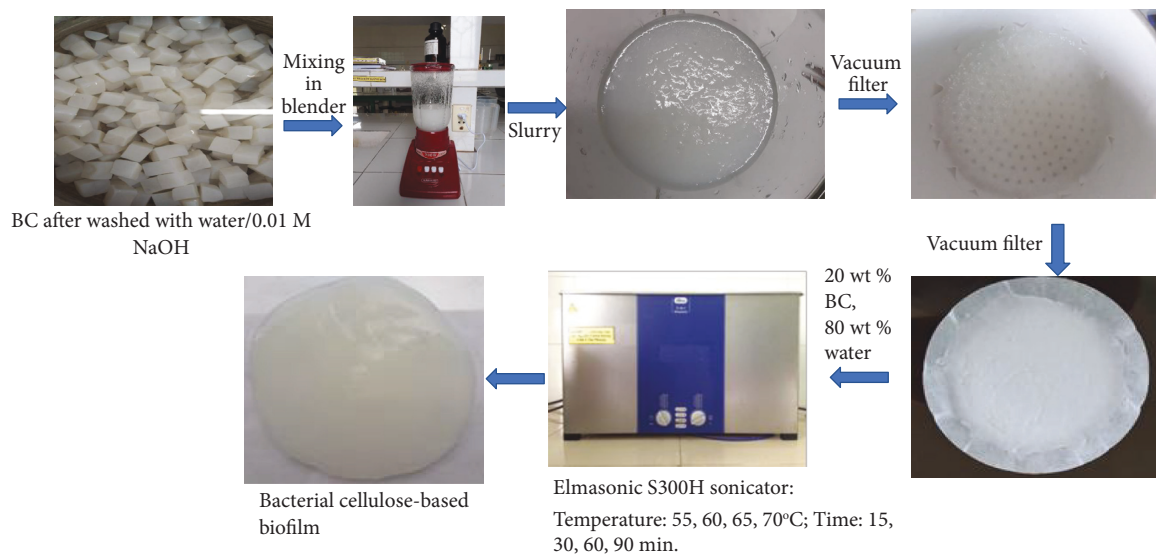 Mixing
in
blender
Slurry
Vacuum
filter
BC after washed with water/0.01 M
NaOH
Vacuum filter
20 wt %
BC,
80 wt %
water
Bacterial cellulose-based
biofilm
Elmasonic S300H sonicator:
Temperature: 55, 60, 65, 70°C; Time: 15,
30, 60, 90 min.